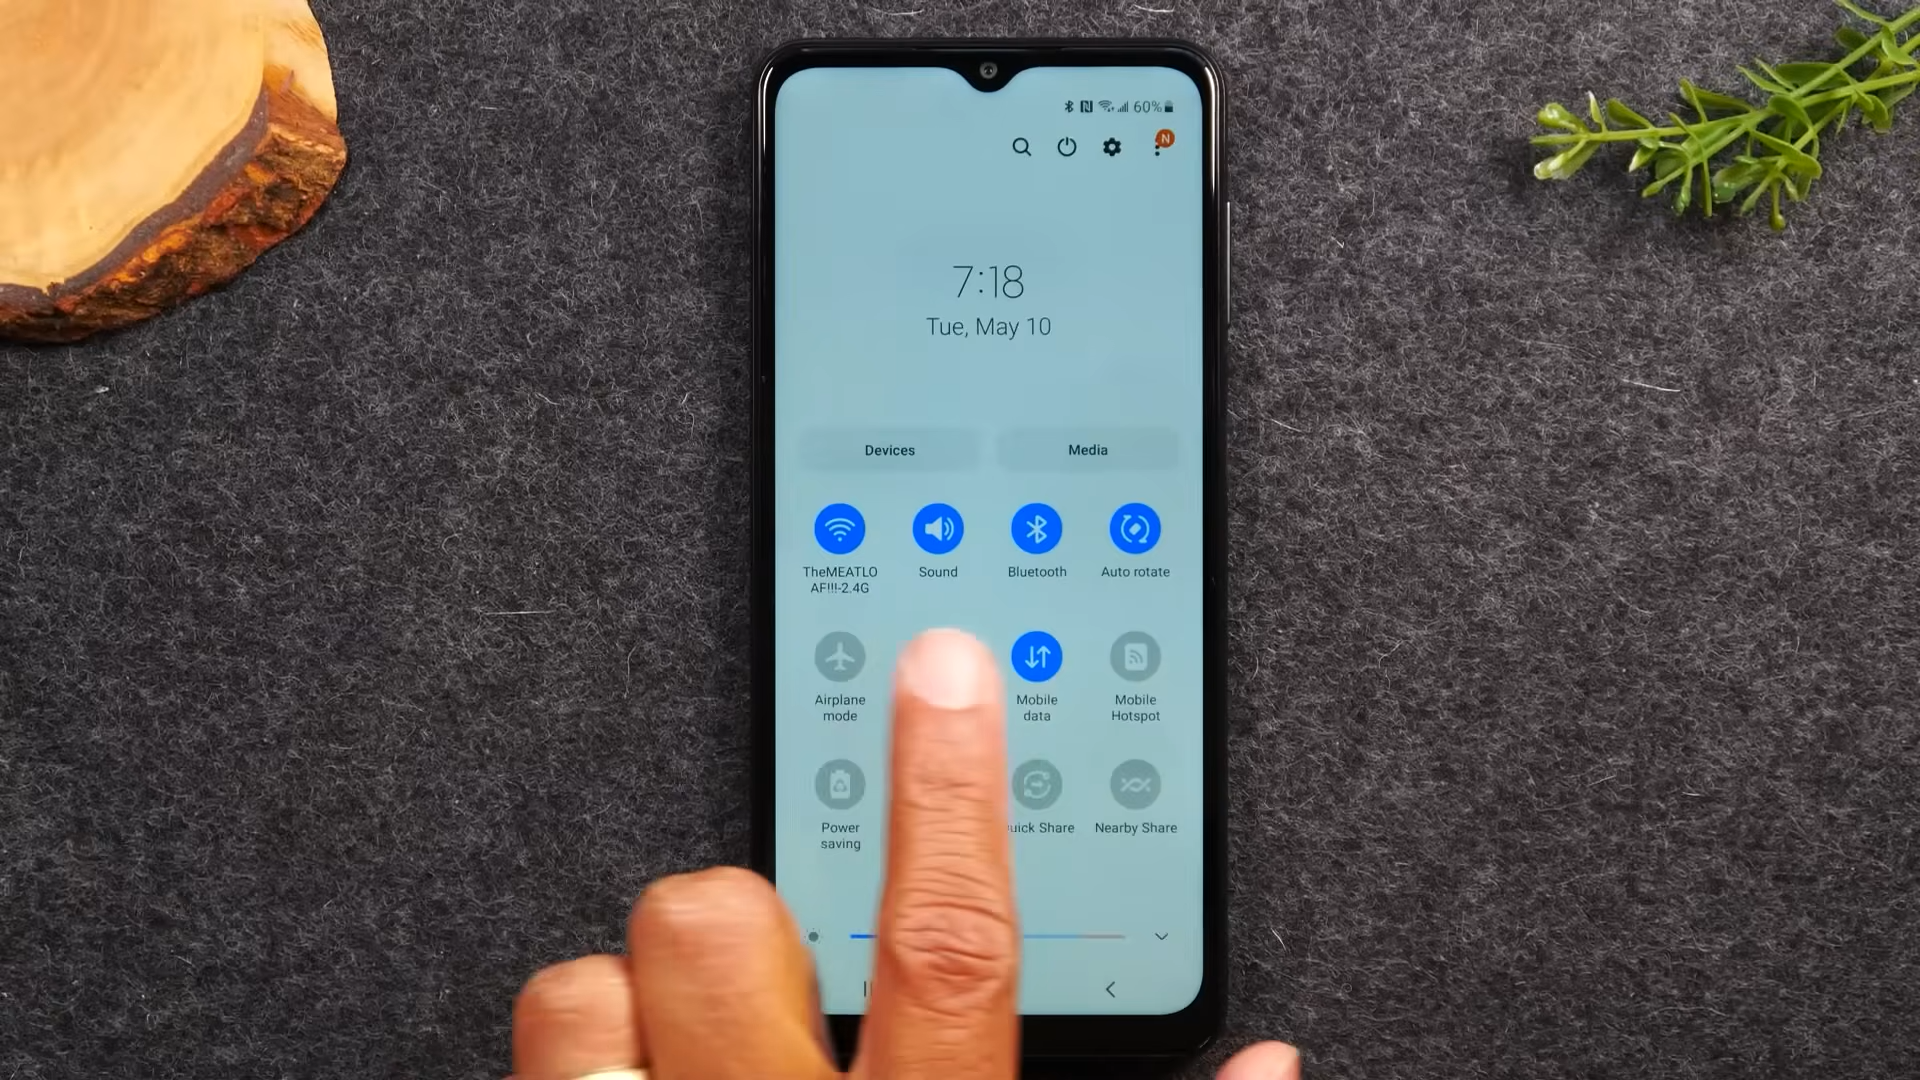 60%
N
7:18
Tue, May 10
Devices
Media
TheMEATLO
AF!!!-2.4G
Sound
Bluetooth
Auto rotate
Airplane
mode
Mobile
data
Mobile
Hotspot
Power
saving
uick Share
Nearby Share